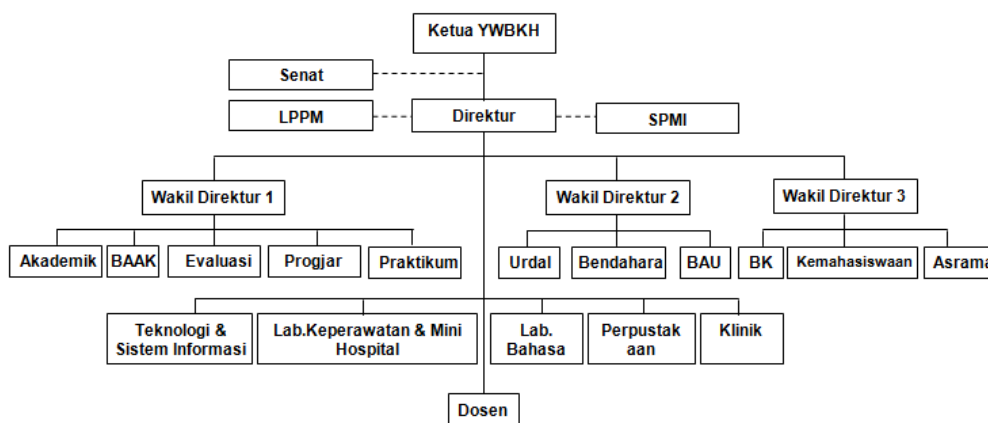 Ketua YWBKH
Senat
LPPM
Direktur
SPMI
Wakil Direktur 1
Wakil Direktur 2
Wakil Direktur 3
Akademik
BAAK
Evaluasi
Progjar
Praktikum
Urdal
Bendahara
BAU
BK
Kemahasiswaan
Asrama
Teknologi &
Sistem Informasi
Lab.Keperawatan & Mini
Hospital
Lab.
Bahasa
Perpustak
aan
Klinik
Dosen